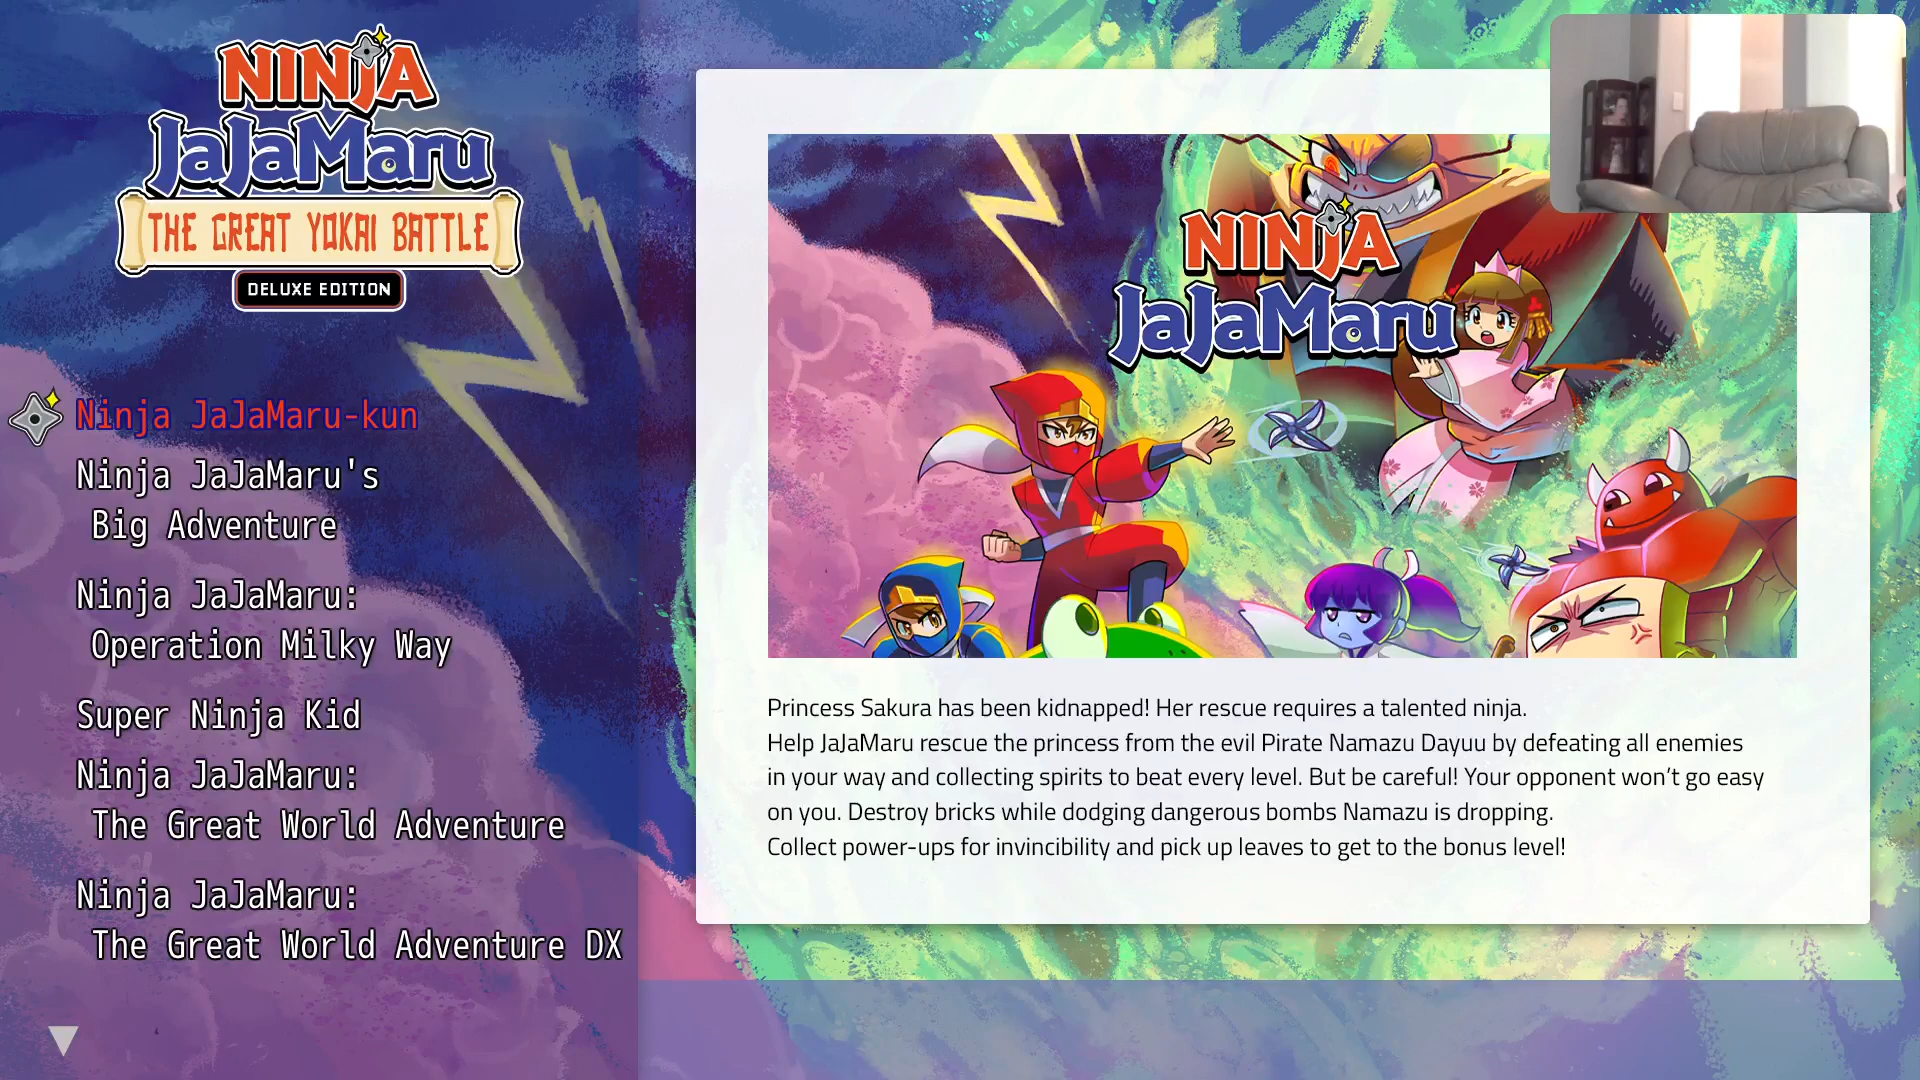 NINJA
JaJaMaru
THE GREAT YOKAI BATTLE
DELUXE EDITION
Ninja JaJaMaru-kun
Ninja JaJaMaru's
Big Adventure
Ninja JaJaMaru:
Operation Milky Way
Super Ninja Kid
Ninja JaJaMaru:
The Great World Adventure
Ninja JaJaMaru:
The Great World Adventure DX
NINJA
JaJaMaru
Princess Sakura has been kidnapped! Her rescue requires a talented ninja.
Help JaJaMaru rescue the princess from the evil Pirate Namazu Dayuu by defeating all enemies
in your way and collecting spirits to beat every level. But be careful! Your opponent won’t go easy
on you. Destroy bricks while dodging dangerous bombs Namazu is dropping.
Collect power-ups for invincibility and pick up leaves to get to the bonus level!